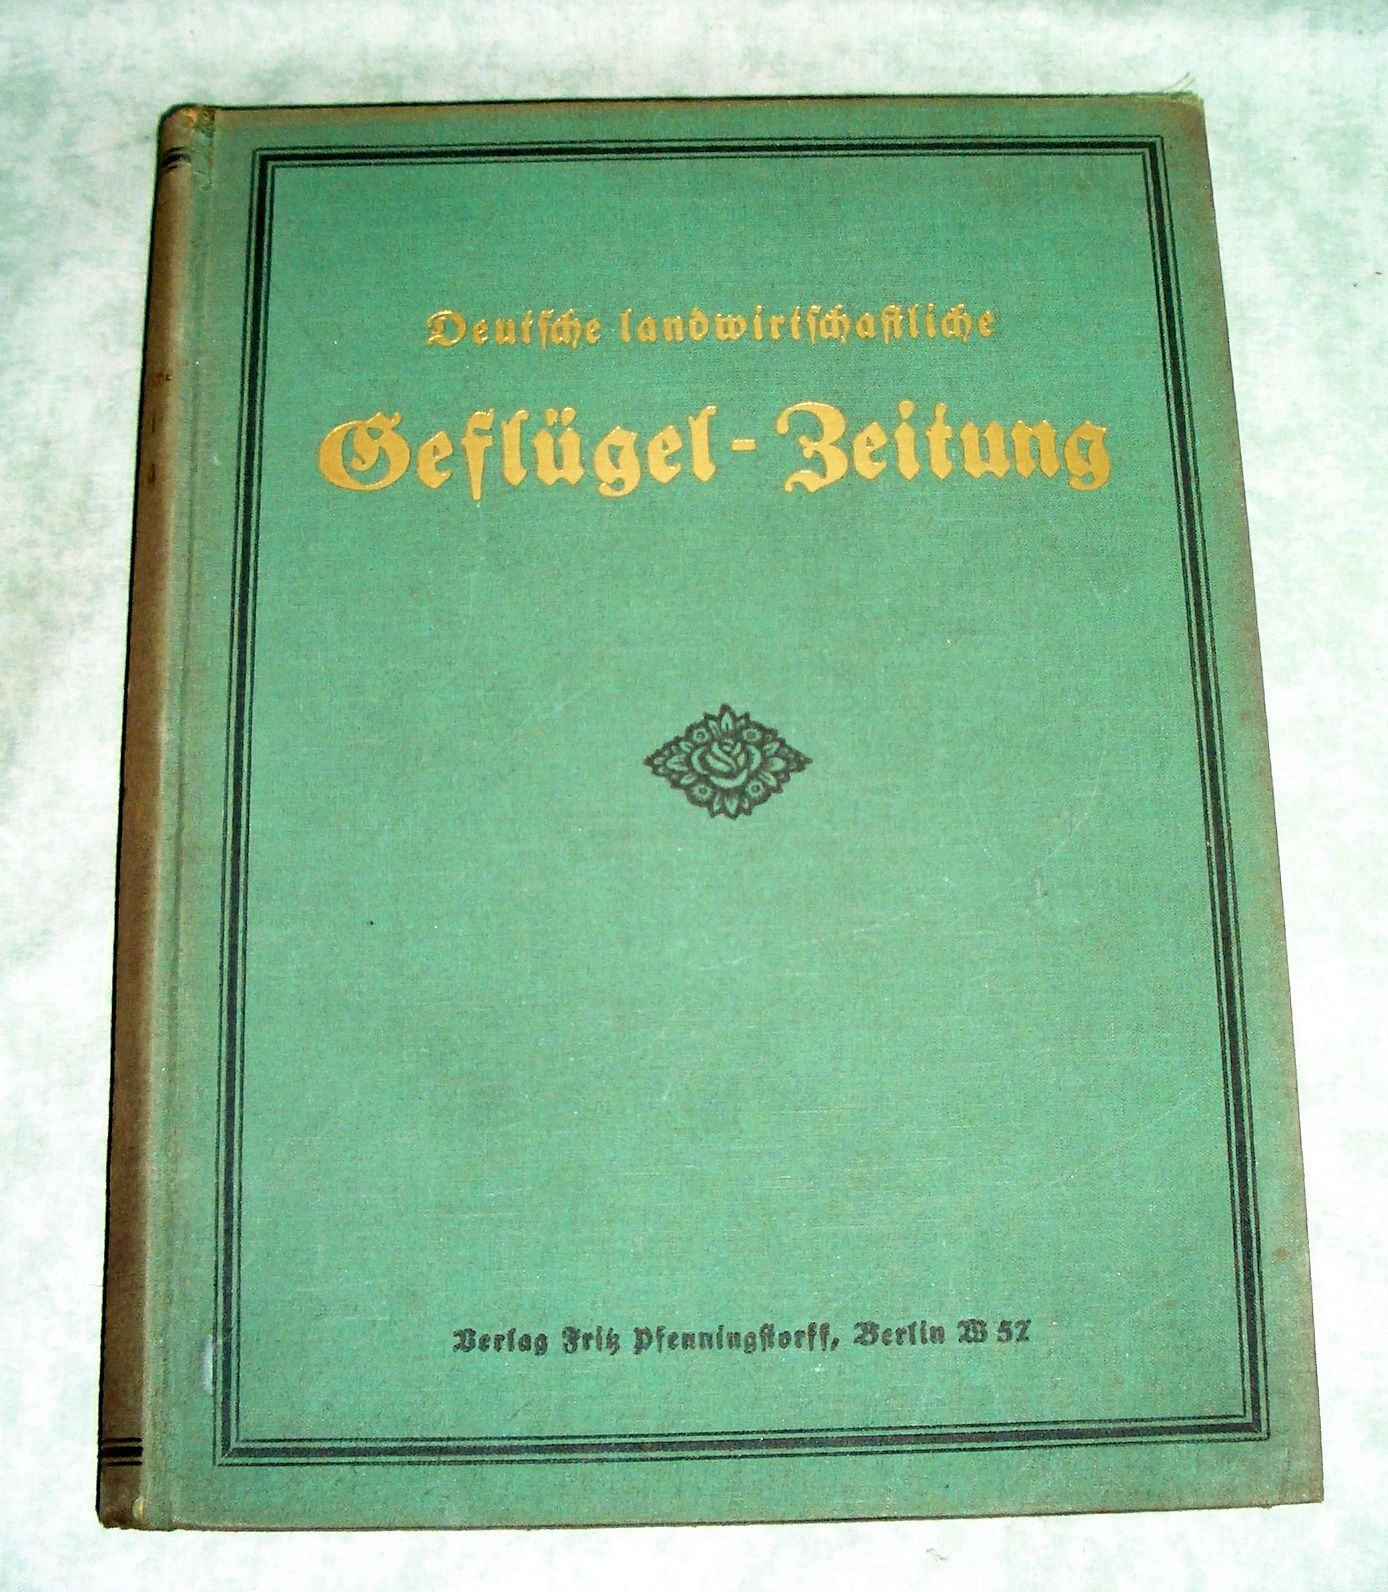 Deutsche landwirtschaftliche
Geflügel-Zeitung
Verlag Fritz Pfenningstorff, Berlin W 57